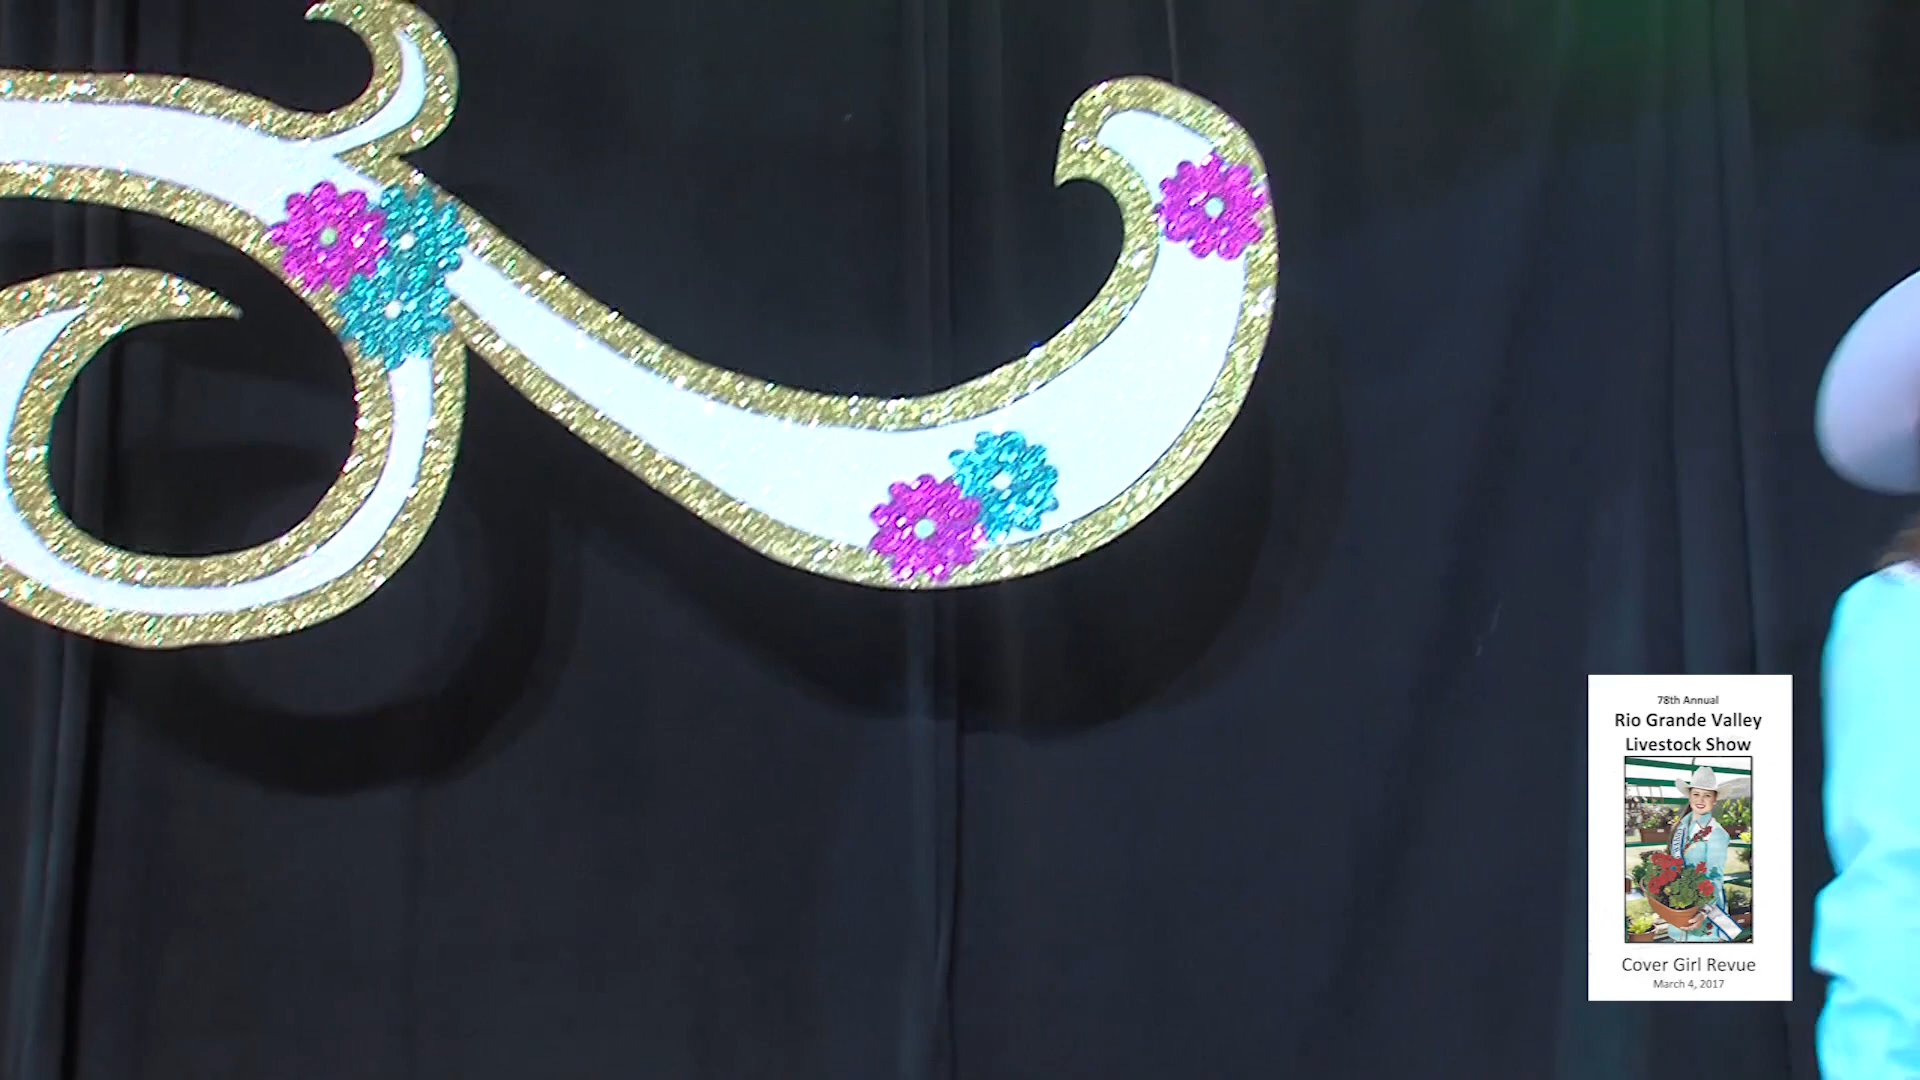 78th Annual
Rio Grande Valley
Livestock Show
Cover Girl Revue
March 4, 2017